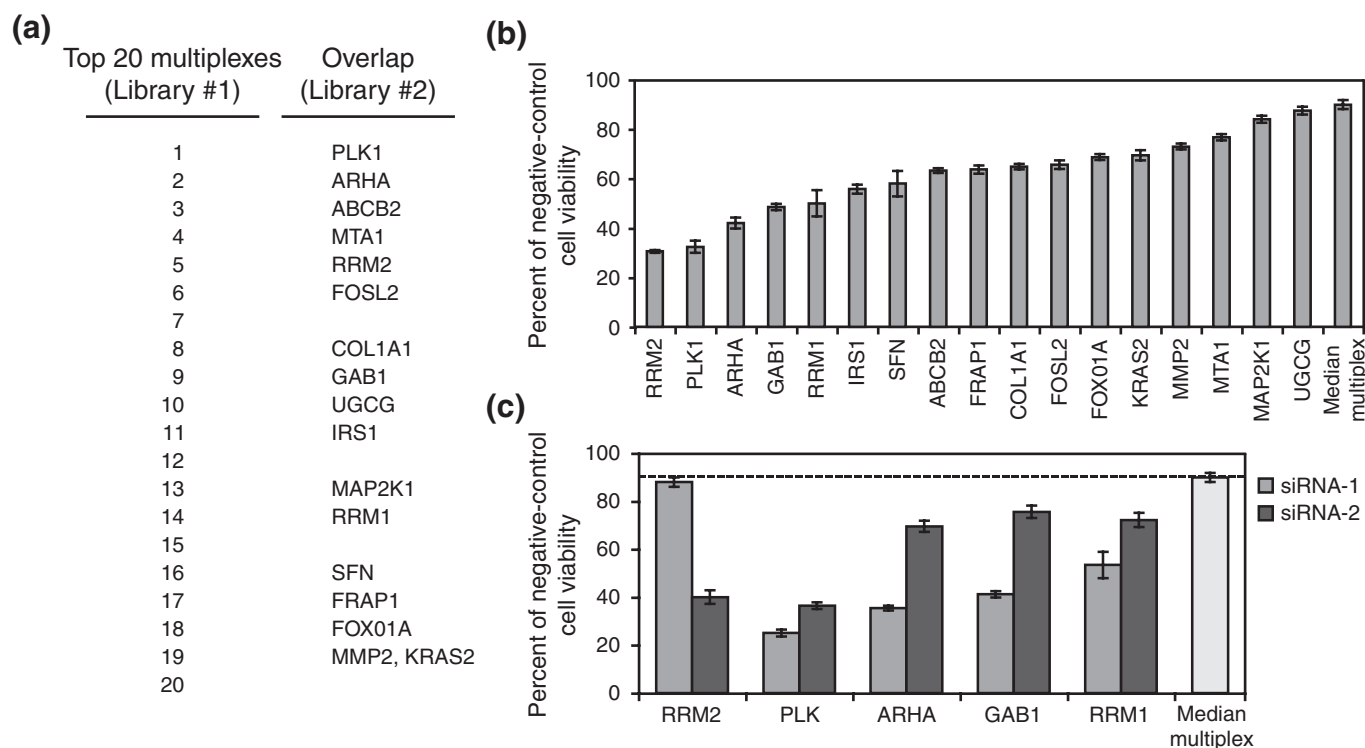 (a)
Top 20 multiplexes
(Library #1)
Overlap
(Library #2)
1 PLK1
2 ARHA
3 ABCB2
4 MTA1
5 RRM2
6 FOSL2
7
8 COL1A1
9 GAB1
10 UGCG
11 IRS1
12
13 MAP2K1
14 RRM1
15
16 SFN
17 FRAP1
18 FOX01A
19 MMP2, KRAS2
20
(b)
Percent of negative-control
cell viability
100
80
60
40
20
0
RRM2
PLK1
ARHA
GAB1
RRM1
IRS1
SFN
ABCB2
FRAP1
COL1A1
FOSL2
FOX01A
KRAS2
MMP2
MTA1
MAP2K1
UGCG
Median
multiplex
(c)
Percent of negative-control
cell viability
100
80
60
40
20
0
RRM2
PLK
ARHA
GAB1
RRM1
Median
multiplex
siRNA-1
siRNA-2